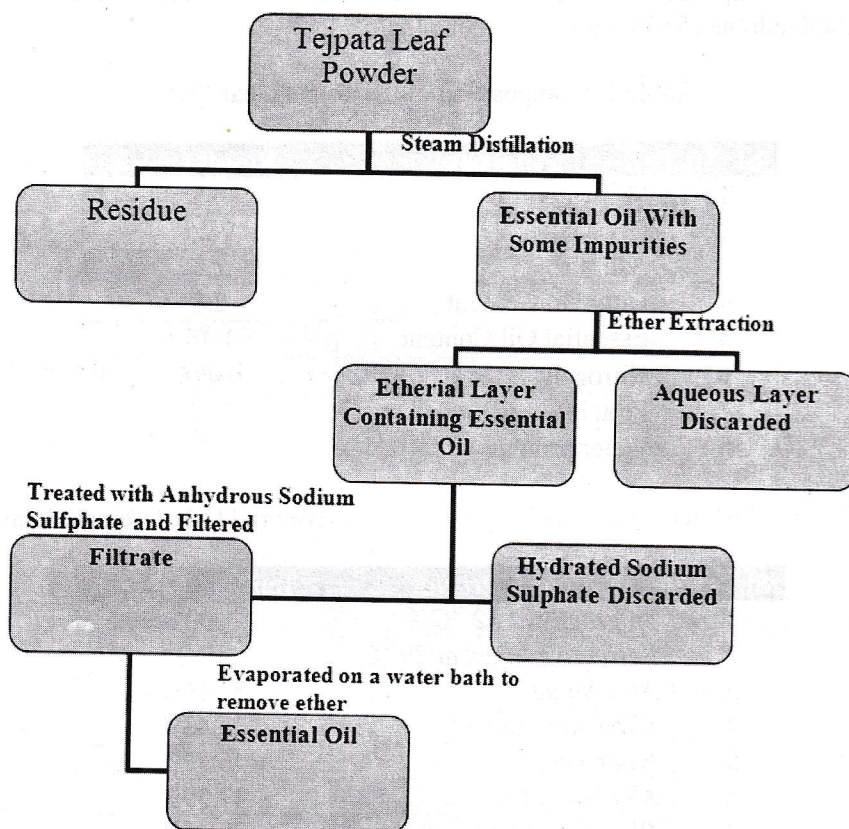 Tejpata Leaf
Powder
Steam Distillation
Residue
Essential Oil With
Some Impurities
Ether Extraction
Etherial Layer
Containing Essential
Oil
Aqueous Layer
Discarded
Treated with Anhydrous Sodium
Sulfphate and Filtered
Filtrate
Hydrated Sodium
Sulphate Discarded
Evaporated on a water bath to
remove ether
Essential Oil